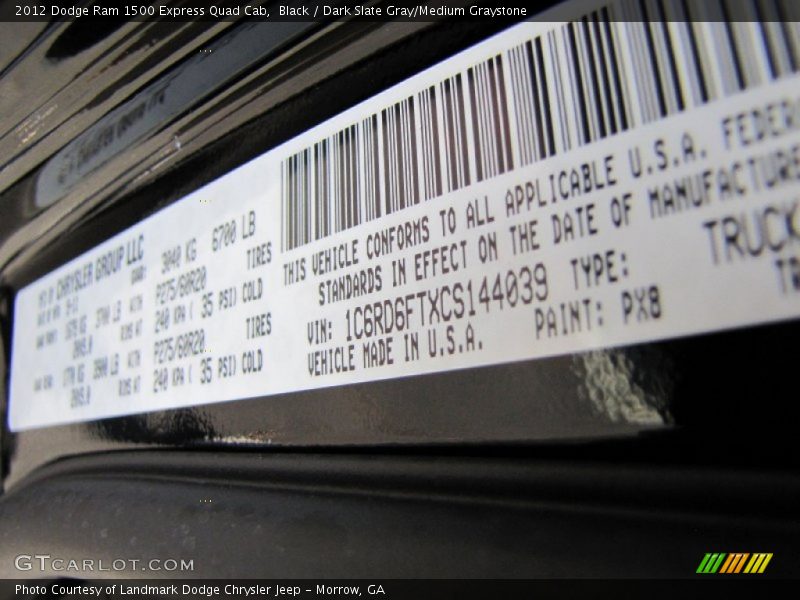 2012 Dodge Ram 1500 Express Quad Cab, Black / Dark Slate Gray/Medium Graystone
CHRYSLER GROUP LLC
3040 KG 6700 LB
TIRES
P275/60R20
240 KPA ( 35 PSI) COLD
TIRES
P275/60R20
240 KPA ( 35 PSI) COLD
THIS VEHICLE CONFORMS TO ALL APPLICABLE U.S.A. FEDER
STANDARDS IN EFFECT ON THE DATE OF MANUFACTURE
VIN: 1C6RD6FTXCS144039 TYPE: TRUCK
VEHICLE MADE IN U.S.A. PAINT: PX8
GTCARLOT.COM
Photo Courtesy of Landmark Dodge Chrysler Jeep - Morrow, GA